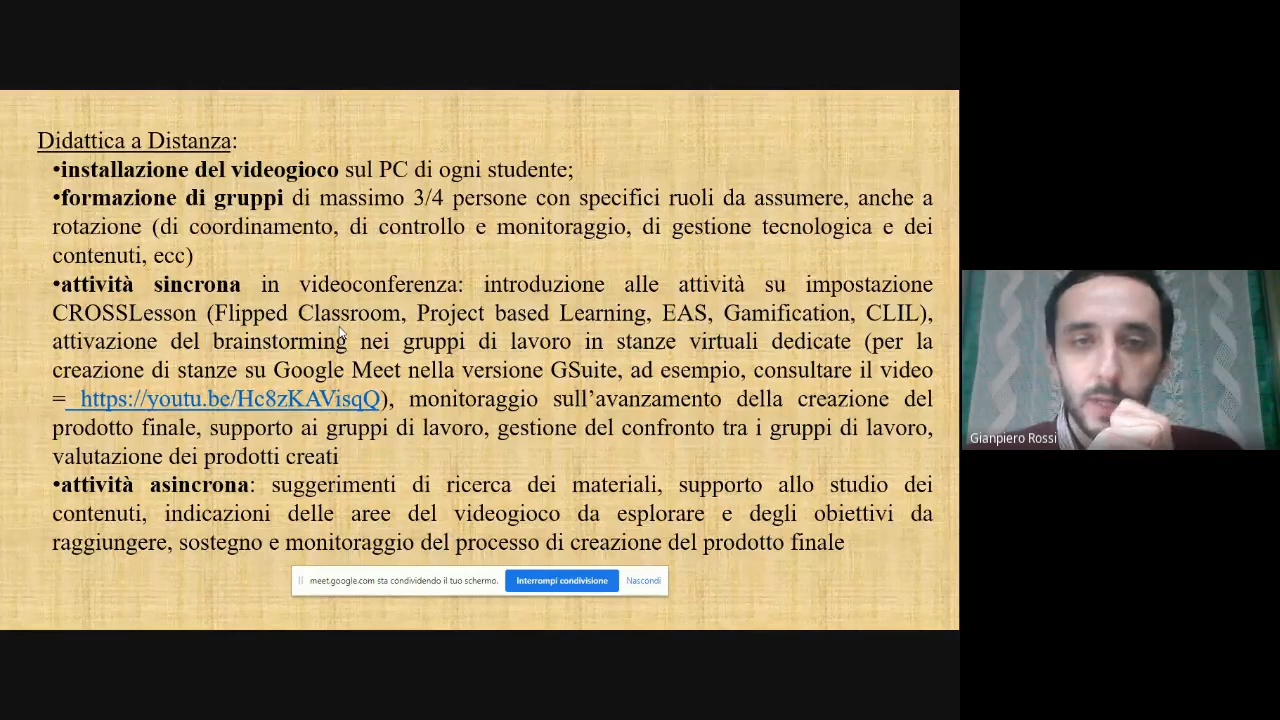 Didattica a Distanza:
•installazione del videogioco sul PC di ogni studente;
•formazione di gruppi di massimo 3/4 persone con specifici ruoli da assumere, anche a
rotazione (di coordinamento, di controllo e monitoraggio, di gestione tecnologica e dei
contenuti, ecc)
•attività sincrona in videoconferenza: introduzione alle attività su impostazione
CROSSLesson (Flipped Classroom, Project based Learning, EAS, Gamification, CLIL),
attivazione del brainstorming nei gruppi di lavoro in stanze virtuali dedicate (per la
creazione di stanze su Google Meet nella versione GSuite, ad esempio, consultare il video
= https://youtu.be/Hc8zKAVisqQ), monitoraggio sull’avanzamento della creazione del
prodotto finale, supporto ai gruppi di lavoro, gestione del confronto tra i gruppi di lavoro,
valutazione dei prodotti creati
•attività asincrona: suggerimenti di ricerca dei materiali, supporto allo studio dei
contenuti, indicazioni delle aree del videogioco da esplorare e degli obiettivi da
raggiungere, sostegno e monitoraggio del processo di creazione del prodotto finale
meet.google.com sta condividendo il tuo schermo. Interrompi condivisione Nascondi
Gianpiero Rossi